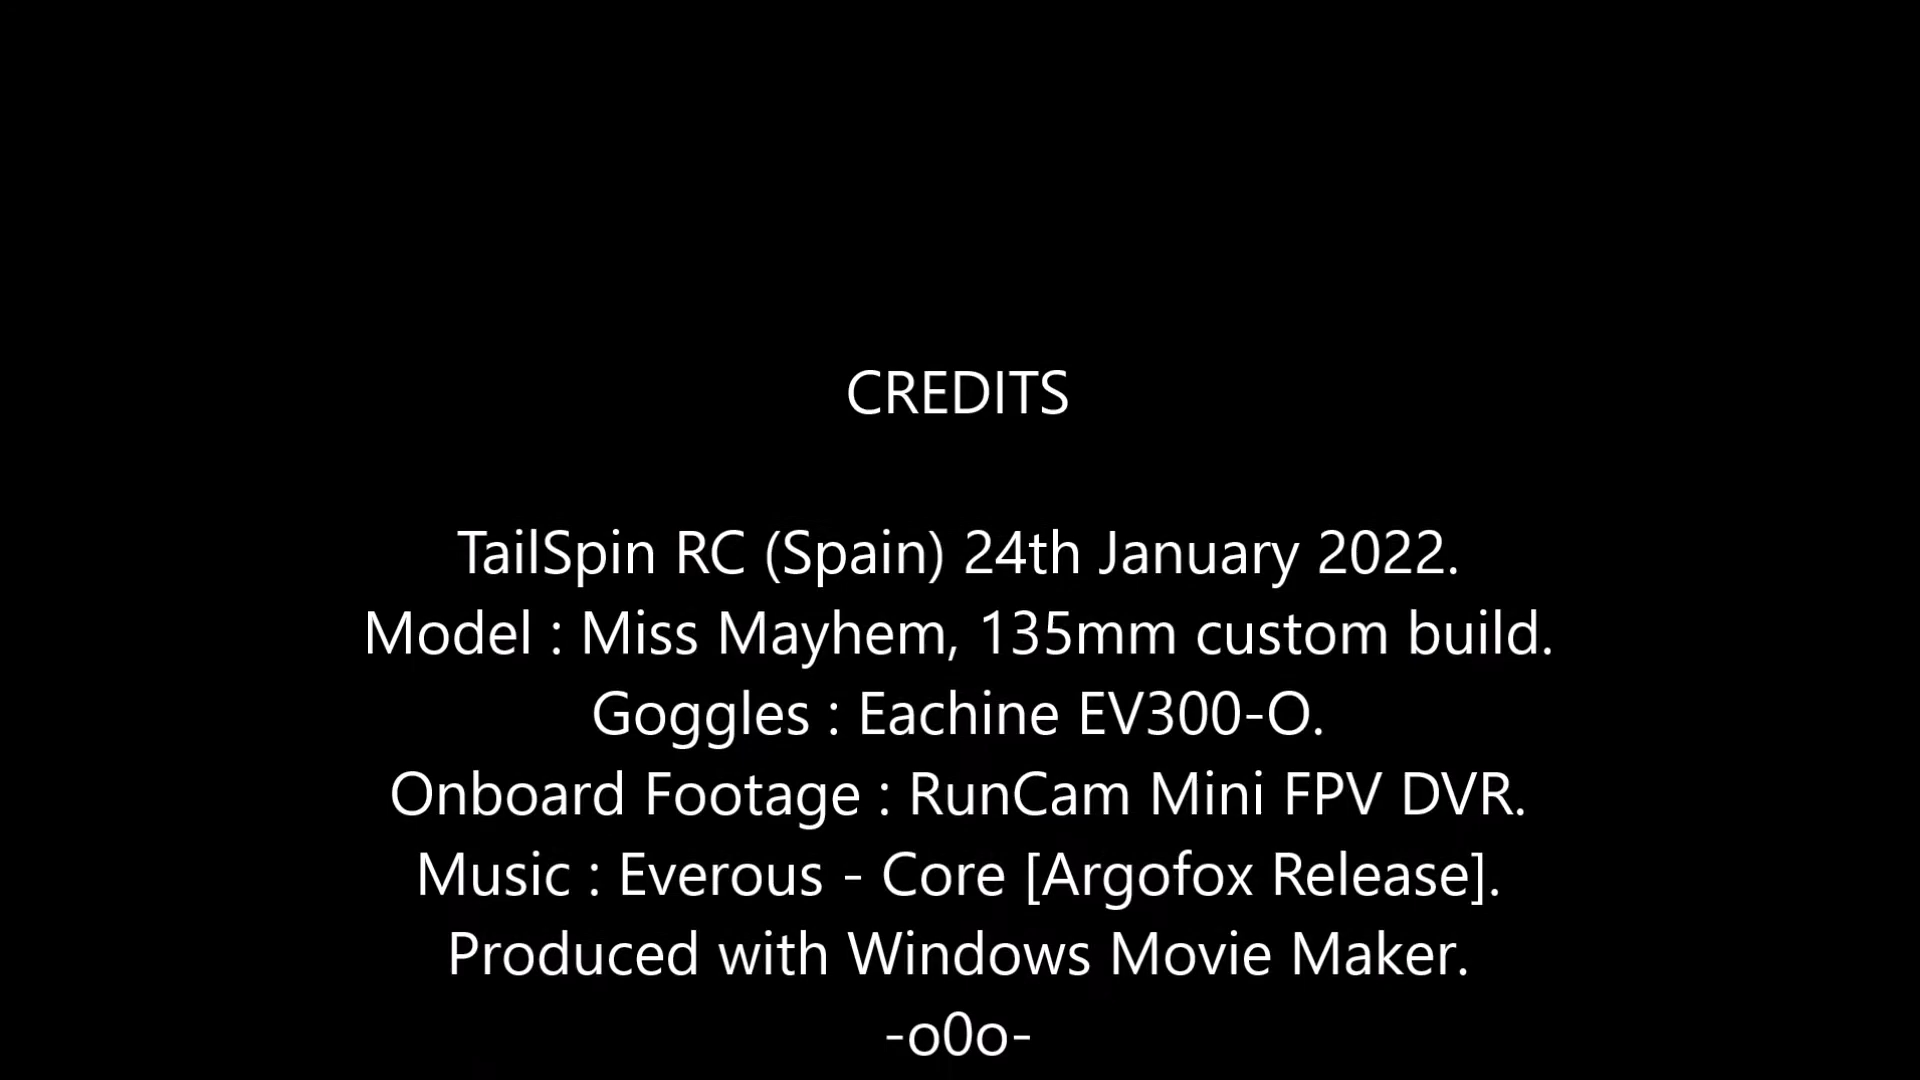 CREDITS
TailSpin RC (Spain) 24th January 2022.
Model : Miss Mayhem, 135mm custom build.
Goggles : Eachine EV300-O.
Onboard Footage : RunCam Mini FPV DVR.
Music : Everous - Core [Argofox Release].
Produced with Windows Movie Maker.
-o0o-